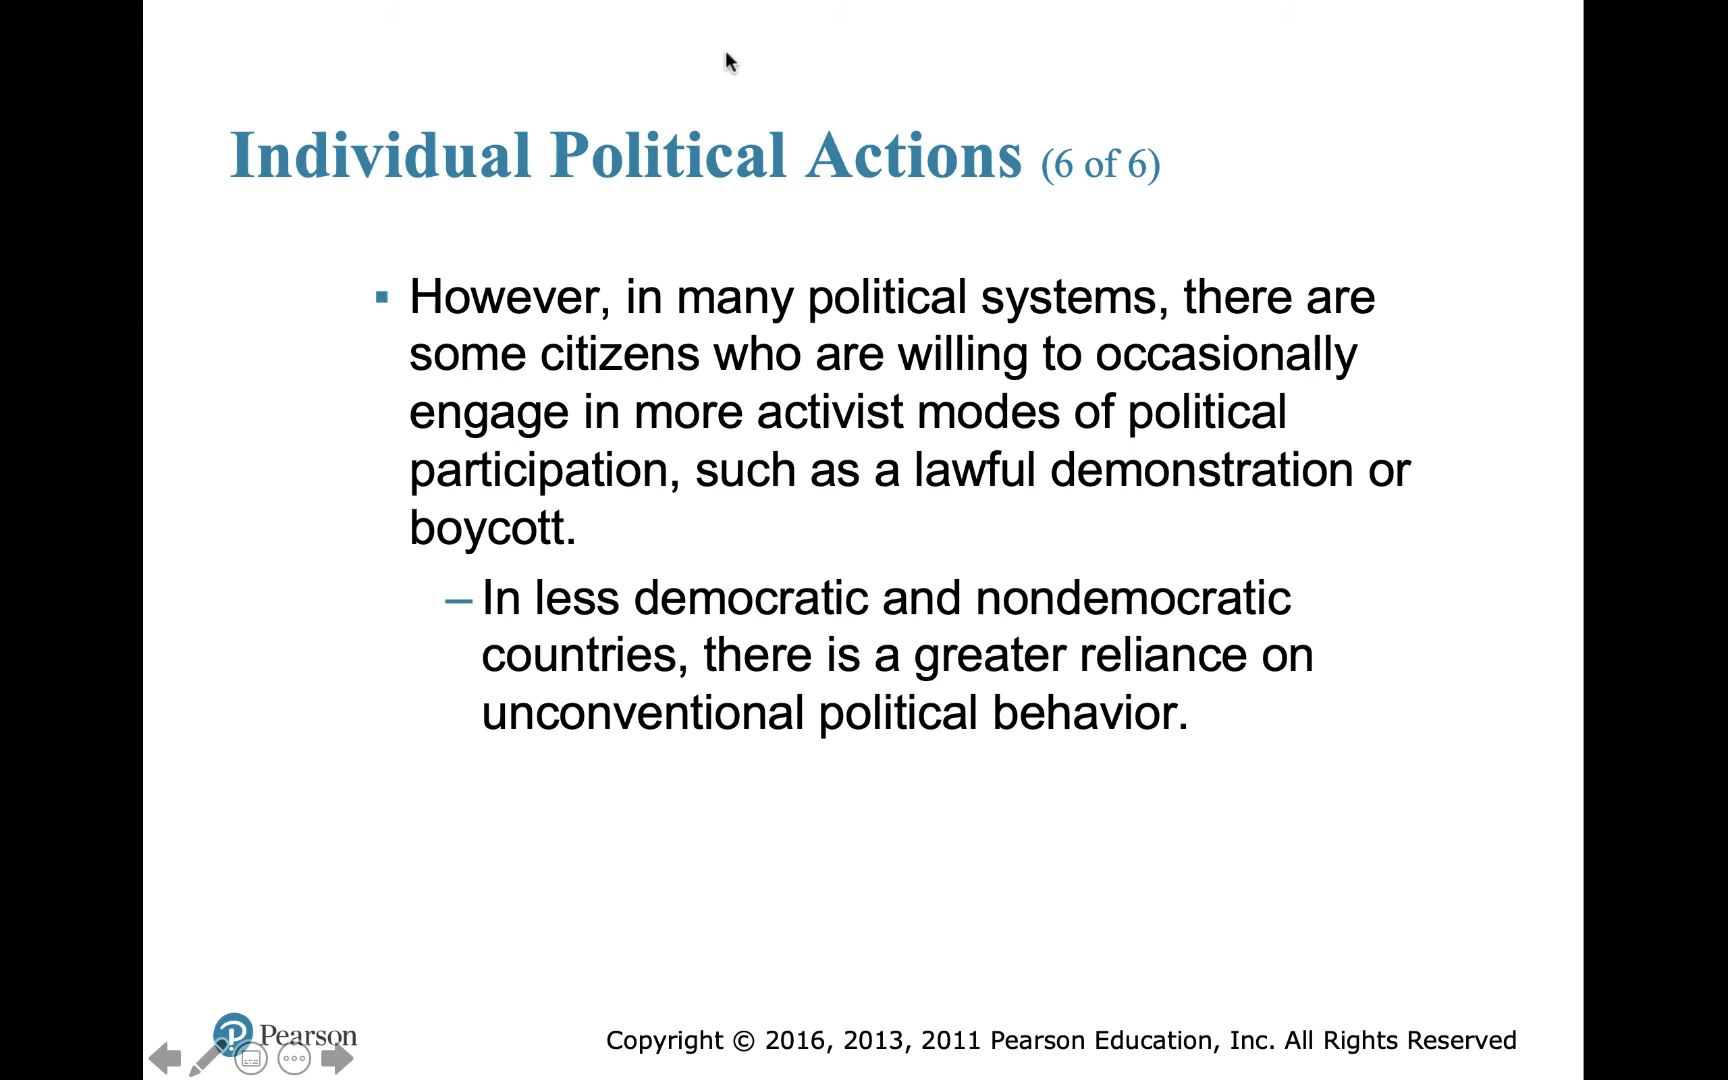 Individual Political Actions (6 of 6)
▪ However, in many political systems, there are
some citizens who are willing to occasionally
engage in more activist modes of political
participation, such as a lawful demonstration or
boycott.
– In less democratic and nondemocratic
countries, there is a greater reliance on
unconventional political behavior.
Pearson
Copyright © 2016, 2013, 2011 Pearson Education, Inc. All Rights Reserved